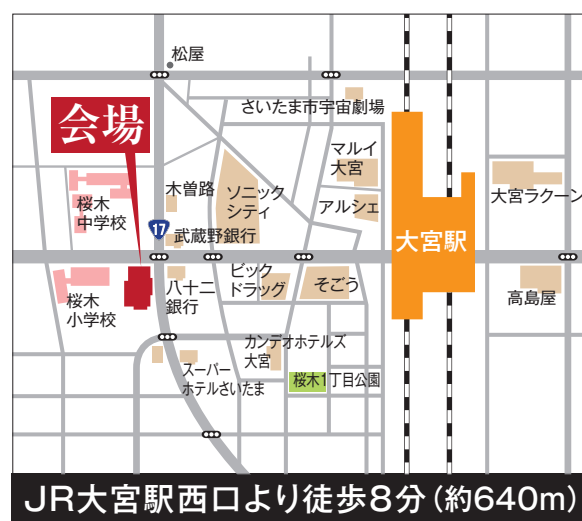 松屋
さいたま市宇宙劇場
会場
マルイ
大宮
桜木
中学校
木曽路
ソニック
シティ
アルシェ
大宮ラクーン
17
武蔵野銀行
大宮駅
桜木
小学校
八十二
銀行
ビック
ドラッグ
そごう
高島屋
カンデオホテルズ
大宮
スーパー
ホテルさいたま
桜木1丁目公園
JR大宮駅西口より徒歩8分(約640m)